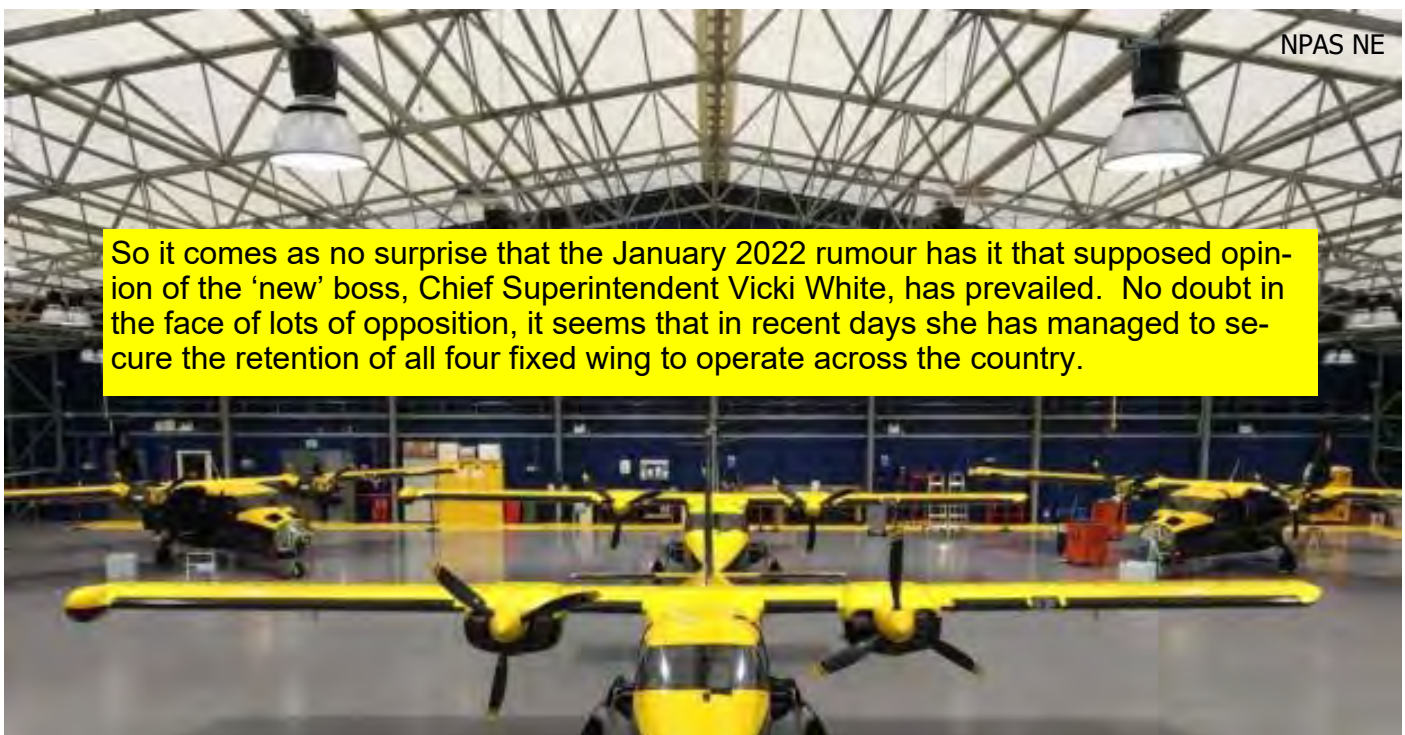 NPAS NE
So it comes as no surprise that the January 2022 rumour has it that supposed opin-
ion of the ‘new’ boss, Chief Superintendent Vicki White, has prevailed.  No doubt in
the face of lots of opposition, it seems that in recent days she has managed to se-
cure the retention of all four fixed wing to operate across the country.